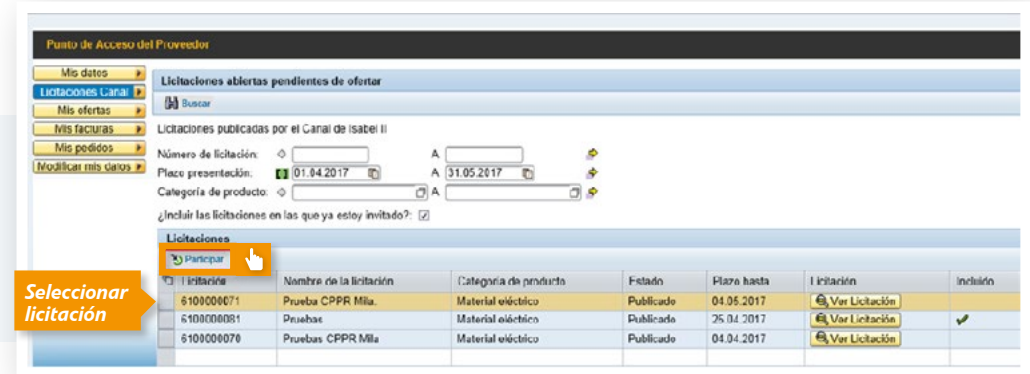 Punto de Acceso del Proveedor
Mis datos
Licitaciones Canal
Mis ofertas
Mis facturas
Mis pedidos
Modificar mis datos
Licitaciones abiertas pendientes de ofertar
Buscar
Licitaciones publicadas por el Canal de Isabel II
Número de licitación: A
Plazo presentación: 01.04.2017 A 31.05.2017
Categoría de producto: A
¿Incluir las licitaciones en las que ya estoy invitado?:
Licitaciones
Participar
Licitación Nombre de la licitación Categoría de producto Estado Plazo hasta Licitación Incluido
Seleccionar
licitación
6100000071 Prueba CPPR Mila. Material eléctrico Publicado 04.05.2017 Ver Licitación
6100000081 Pruebas Material eléctrico Publicado 25.04.2017 Ver Licitación
6100000070 Pruebas CPPR Mila Material eléctrico Publicado 04.04.2017 Ver Licitación